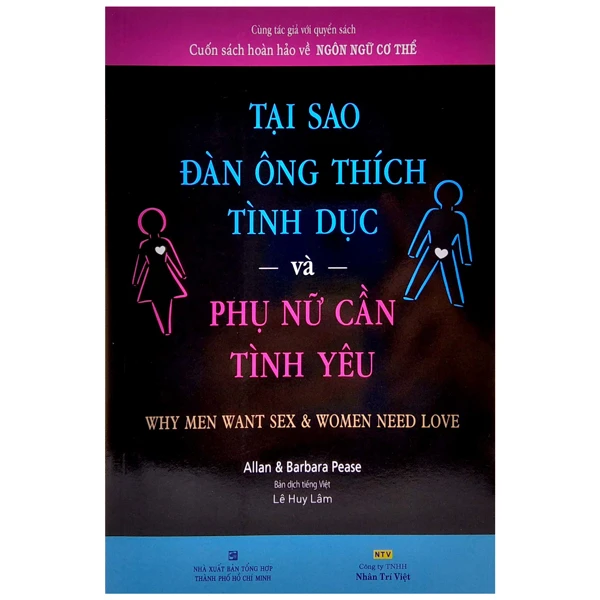 Cùng tác giả với quyển sách
Cuốn sách hoàn hảo về NGÔN NGỮ CƠ THỂ
TẠI SAO
ĐÀN ÔNG THÍCH
TÌNH DỤC
— và —
PHỤ NỮ CẦN
TÌNH YÊU
WHY MEN WANT SEX & WOMEN NEED LOVE
Allan & Barbara Pease
Bản dịch tiếng Việt
Lê Huy Lâm
NHÀ XUẤT BẢN TỔNG HỢP
THÀNH PHỐ HỒ CHÍ MINH
NTV
Công ty TNHH
Nhân Trí Việt